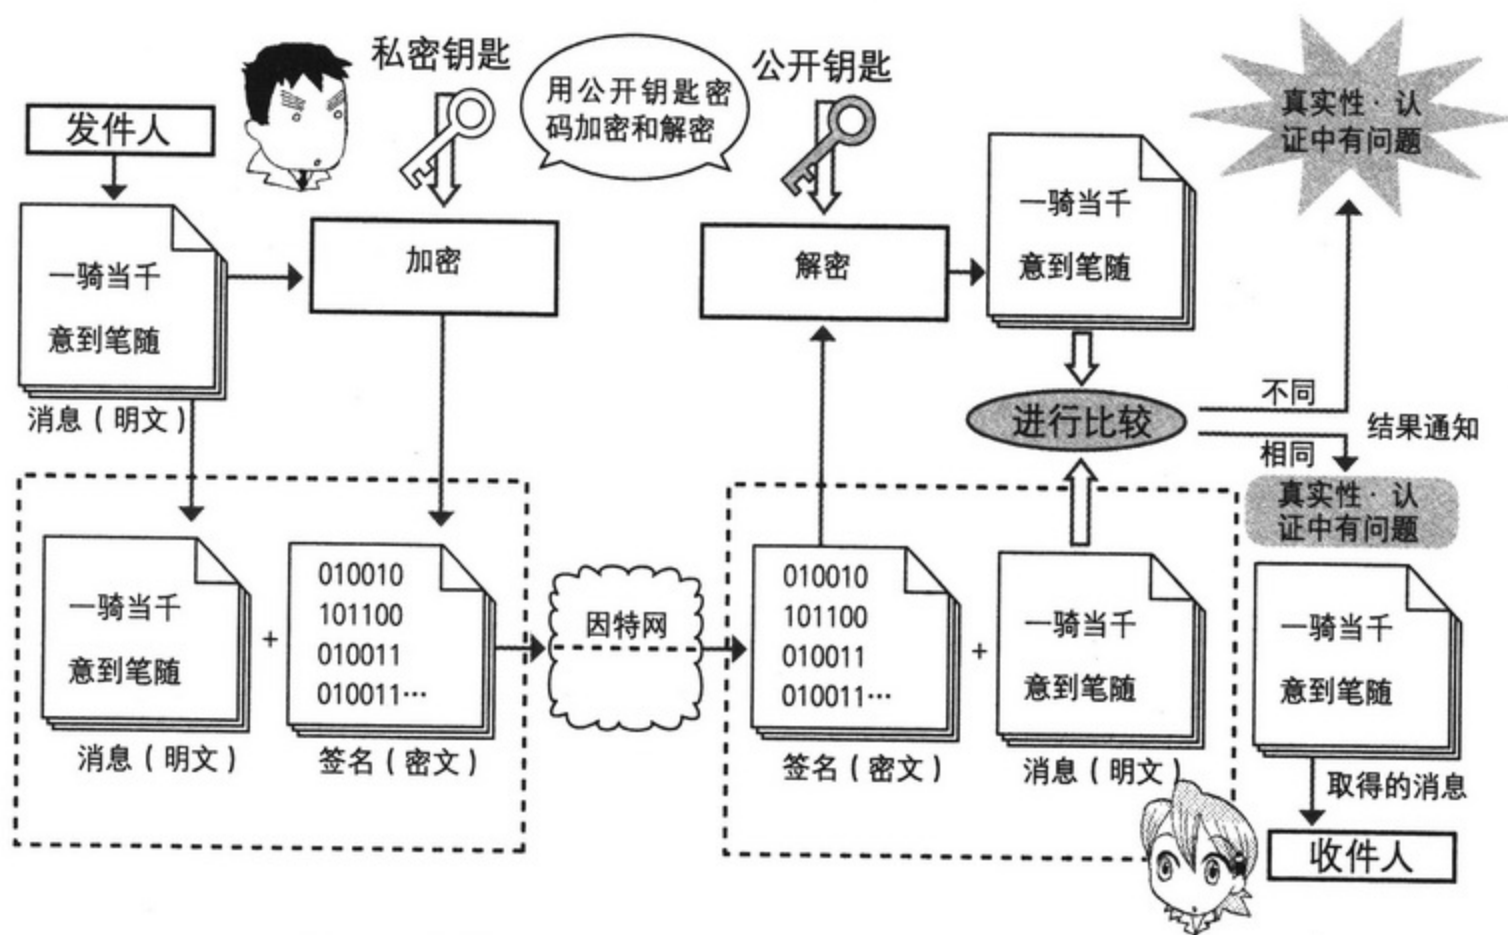 私密钥匙
用公开钥匙密
码加密和解密
公开钥匙
真实性·认
证中有问题
发件人
一骑当千
意到笔随
消息(明文)
加密
解密
一骑当千
意到笔随
进行比较
不同
相同
结果通知
真实性·认
证中有问题
一骑当千
意到笔随
消息(明文)
+
010010
101100
010011
010011…
签名(密文)
因特网
010010
101100
010011
010011…
签名(密文)
+
一骑当千
意到笔随
消息(明文)
一骑当千
意到笔随
取得的消息
收件人